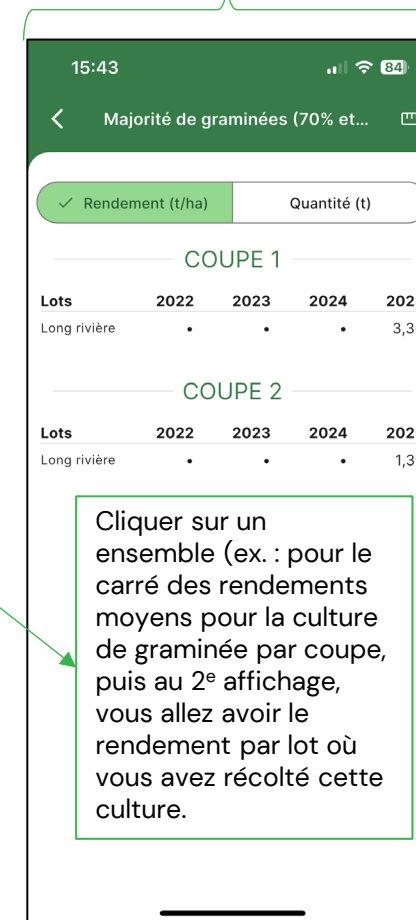 15:43 84
Majorité de graminées (70% et...
Rendement (t/ha) Quantité (t)
COUPE 1
Lots 2022 2023 2024 202
Long rivière • • • 3,3
COUPE 2
Lots 2022 2023 2024 202
Long rivière • • • 1,3
Cliquer sur un
ensemble (ex. : pour le
carré des rendements
moyens pour la culture
de graminée par coupe,
puis au 2ᵉ affichage,
vous allez avoir le
rendement par lot où
vous avez récolté cette
culture.